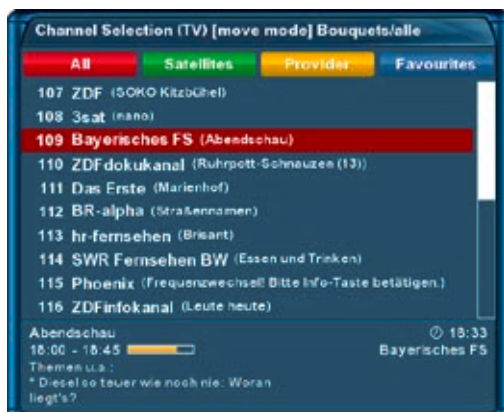 Channel Selection (TV) [move mode] Bouquets/alle
All Satellites Provider Favourites
107 ZDF (SOKO Kitzbühel)
108 3sat (nano)
109 Bayerisches FS (Abendschau)
110 ZDFdokukanal (Ruhrpott-Schnauzen (13))
111 Das Erste (Marienhof)
112 BR-alpha (Straßennamen)
113 hr-fernsehen (Brisant)
114 SWR Fernsehen BW (Essen und Trinken)
115 Phoenix (Frequenzwechsel! Bitte Info-Taste betätigen.)
116 ZDFinfokanal (Leute heute)
Abendschau 18:33
18:00 - 18:45 Bayerisches FS
Themen u.a.:
* Diesel so teuer wie noch nie: Woran
liegt's?